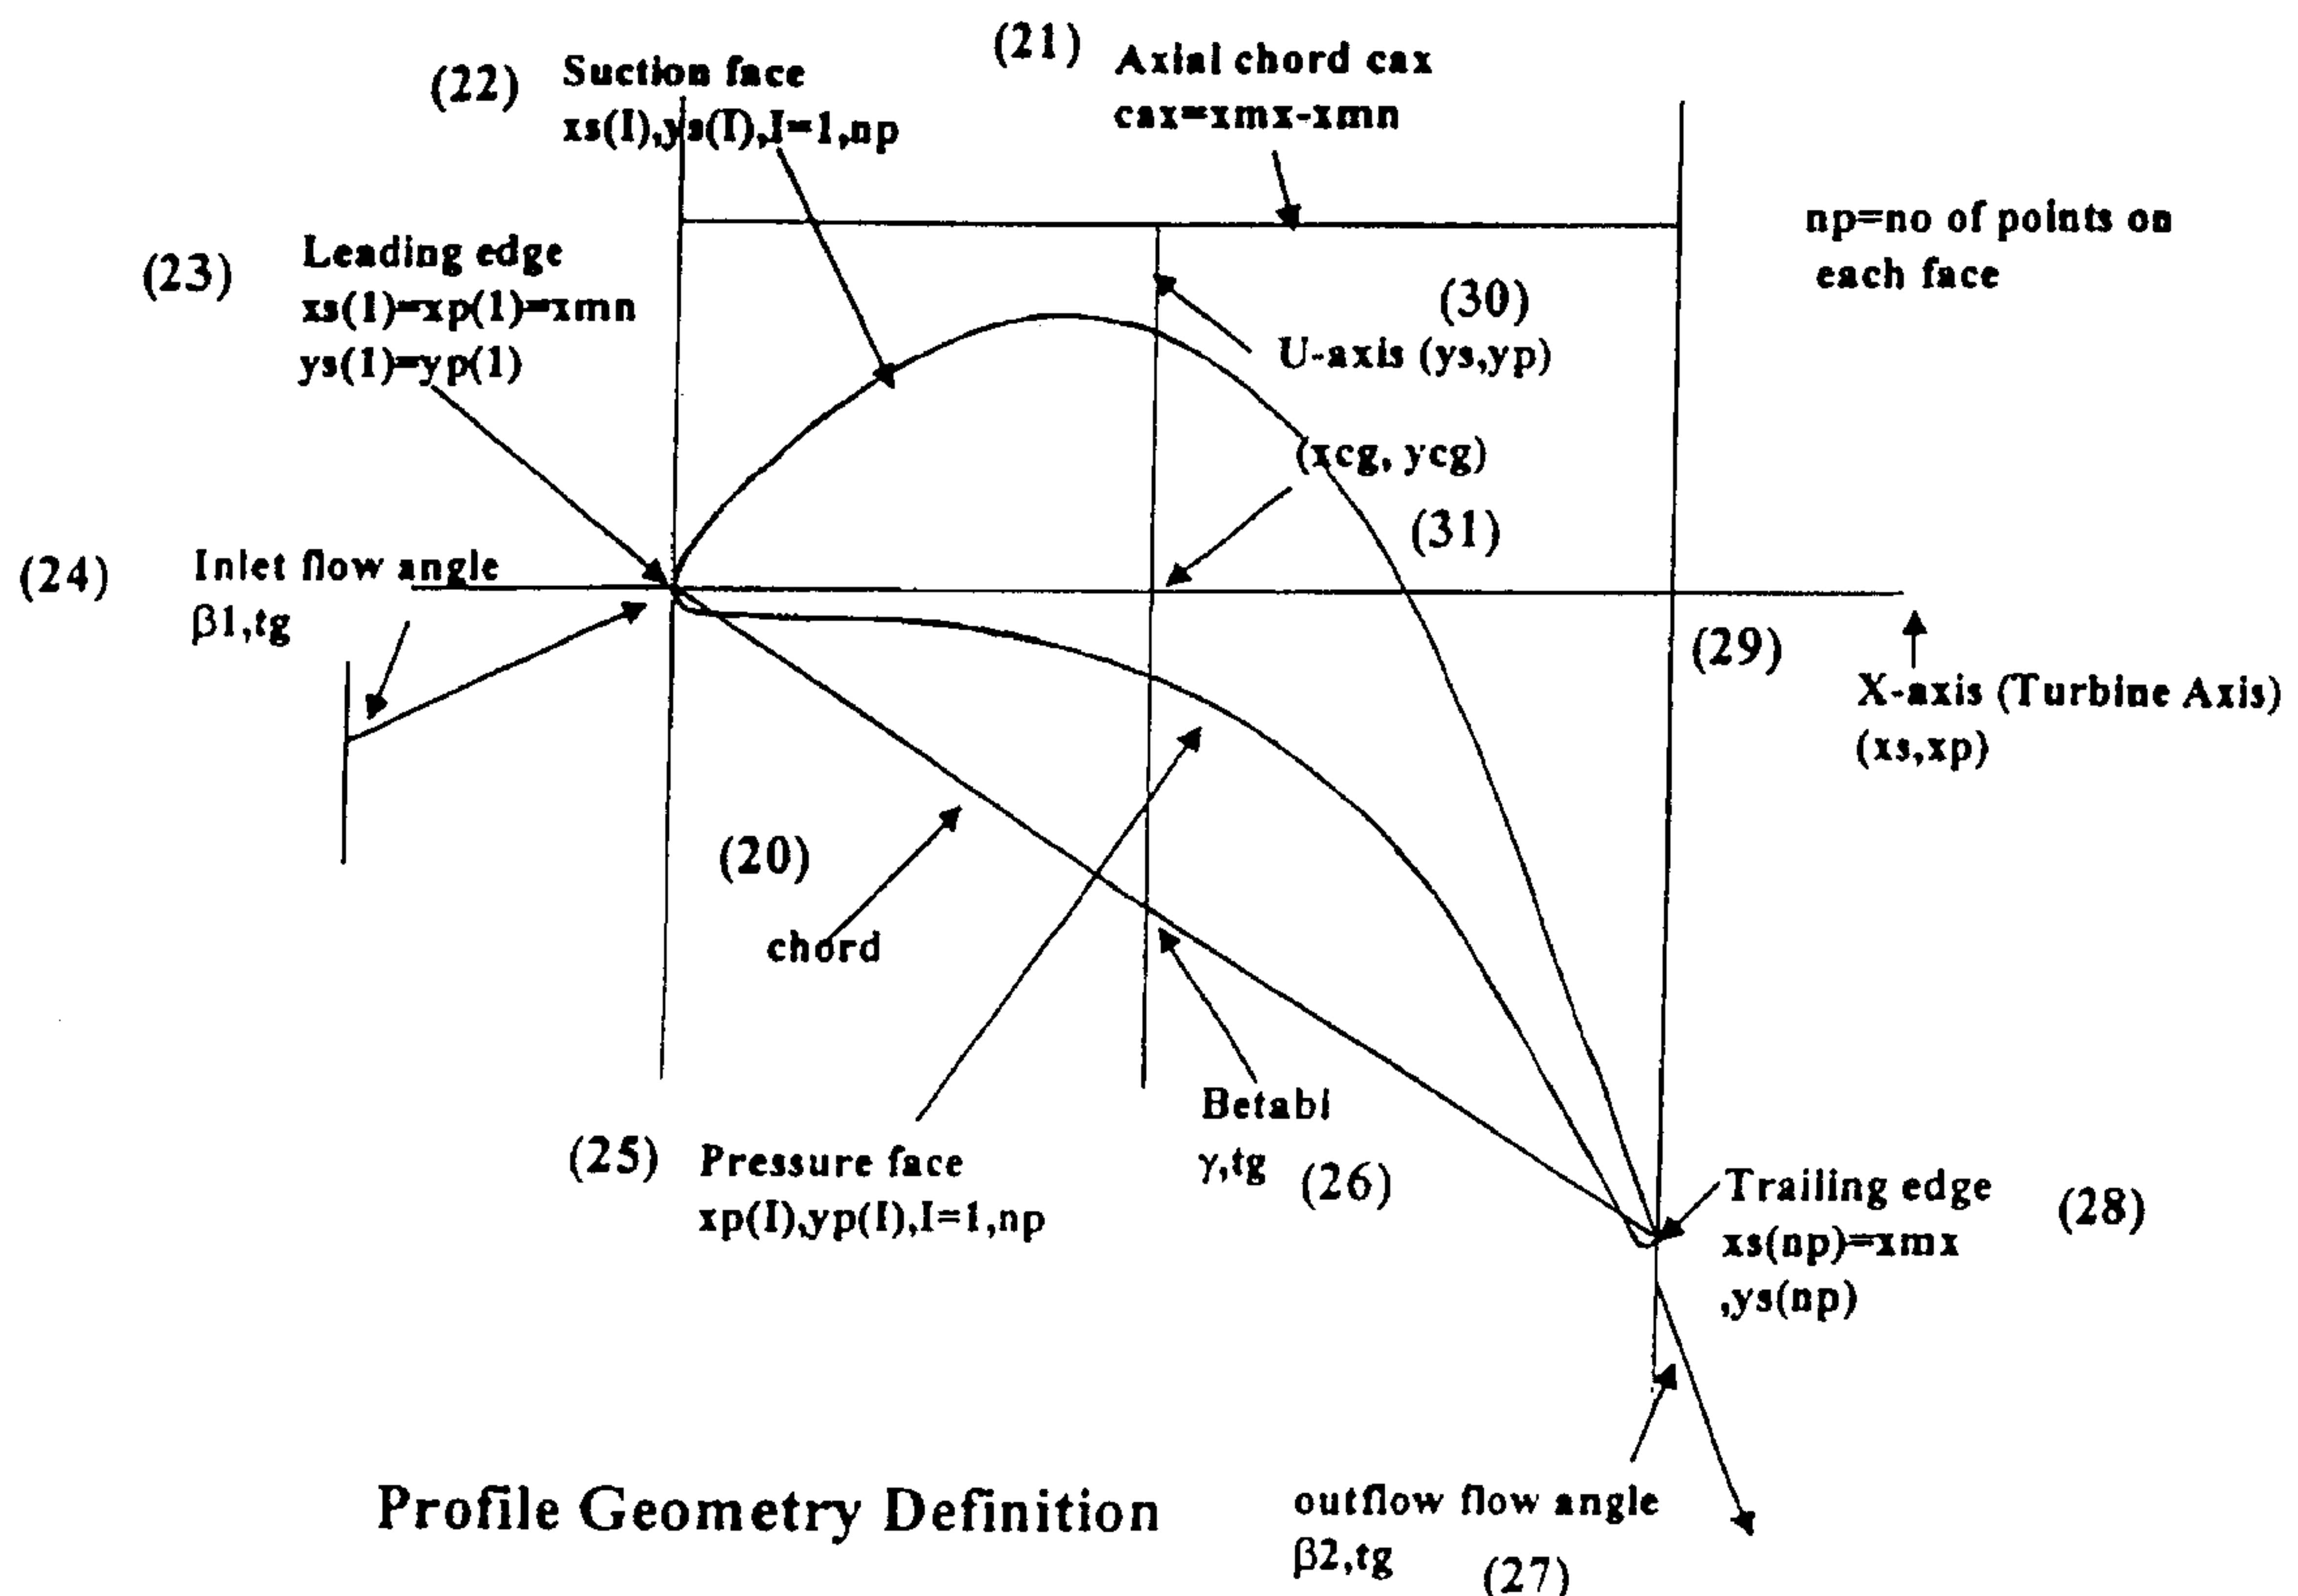 (21) Axial chord cax
cax=xmx-xmn
(22) Suction face
xs(I),ys(I),I=1,np
np=no of points on
each face
(23) Leading edge
xs(1)=xp(1)=xmn
ys(1)=yp(1)
(30)
U-axis (ys,yp)
(xcg, ycg)
(31)
(24) Inlet flow angle
β1,tg
(29)
X-axis (Turbine Axis)
(xs,xp)
(20)
chord
Betabl
γ,tg (26)
(25) Pressure face
xp(I),yp(I),I=1,np
Trailing edge (28)
xs(np)=xmx
,ys(np)
outflow flow angle
β2,tg (27)
Profile Geometry Definition